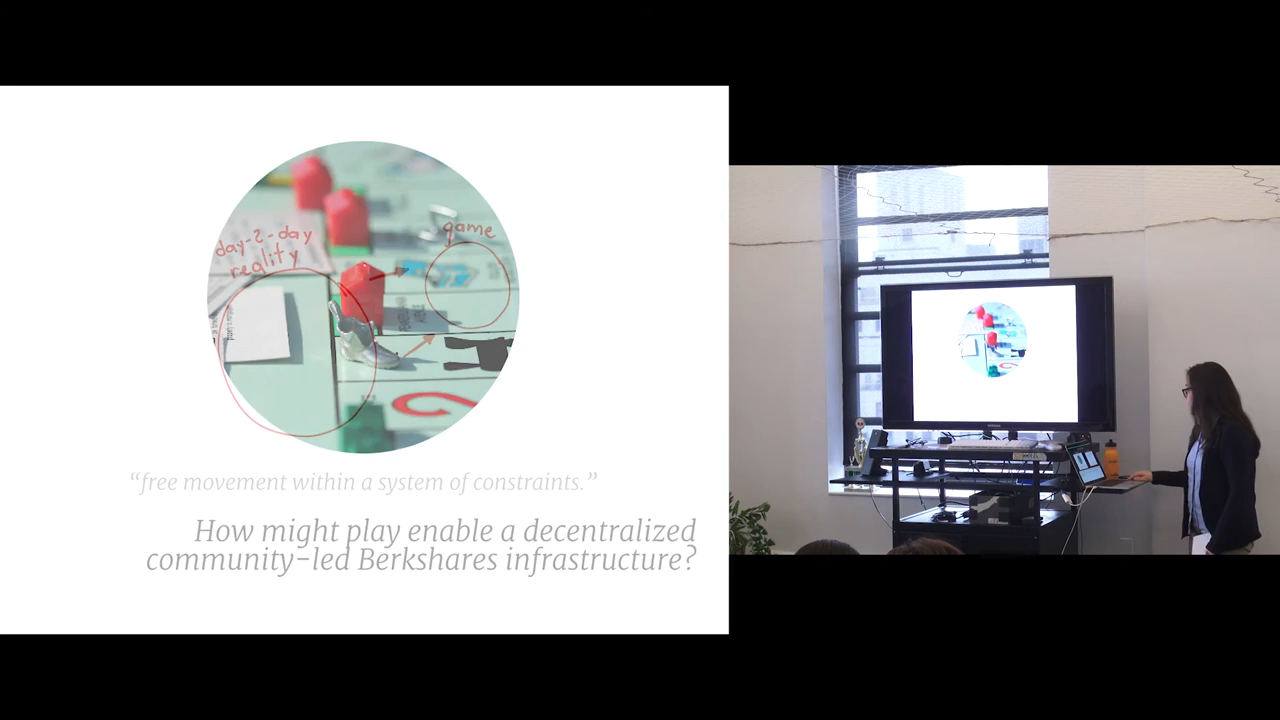 day-2-day
reality
game
“free movement within a system of constraints.”
How might play enable a decentralized
community-led Berkshares infrastructure?